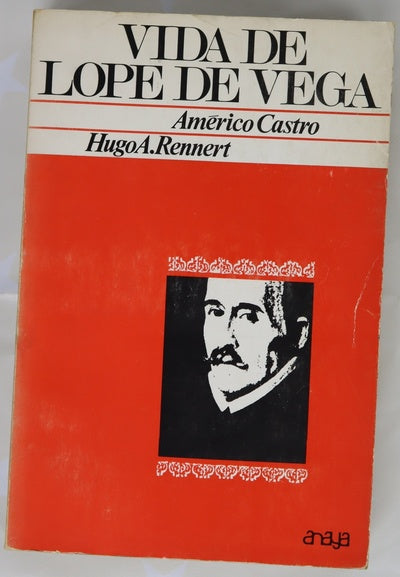 VIDA DE
LOPE DE VEGA
Américo Castro
Hugo A. Rennert
anaya